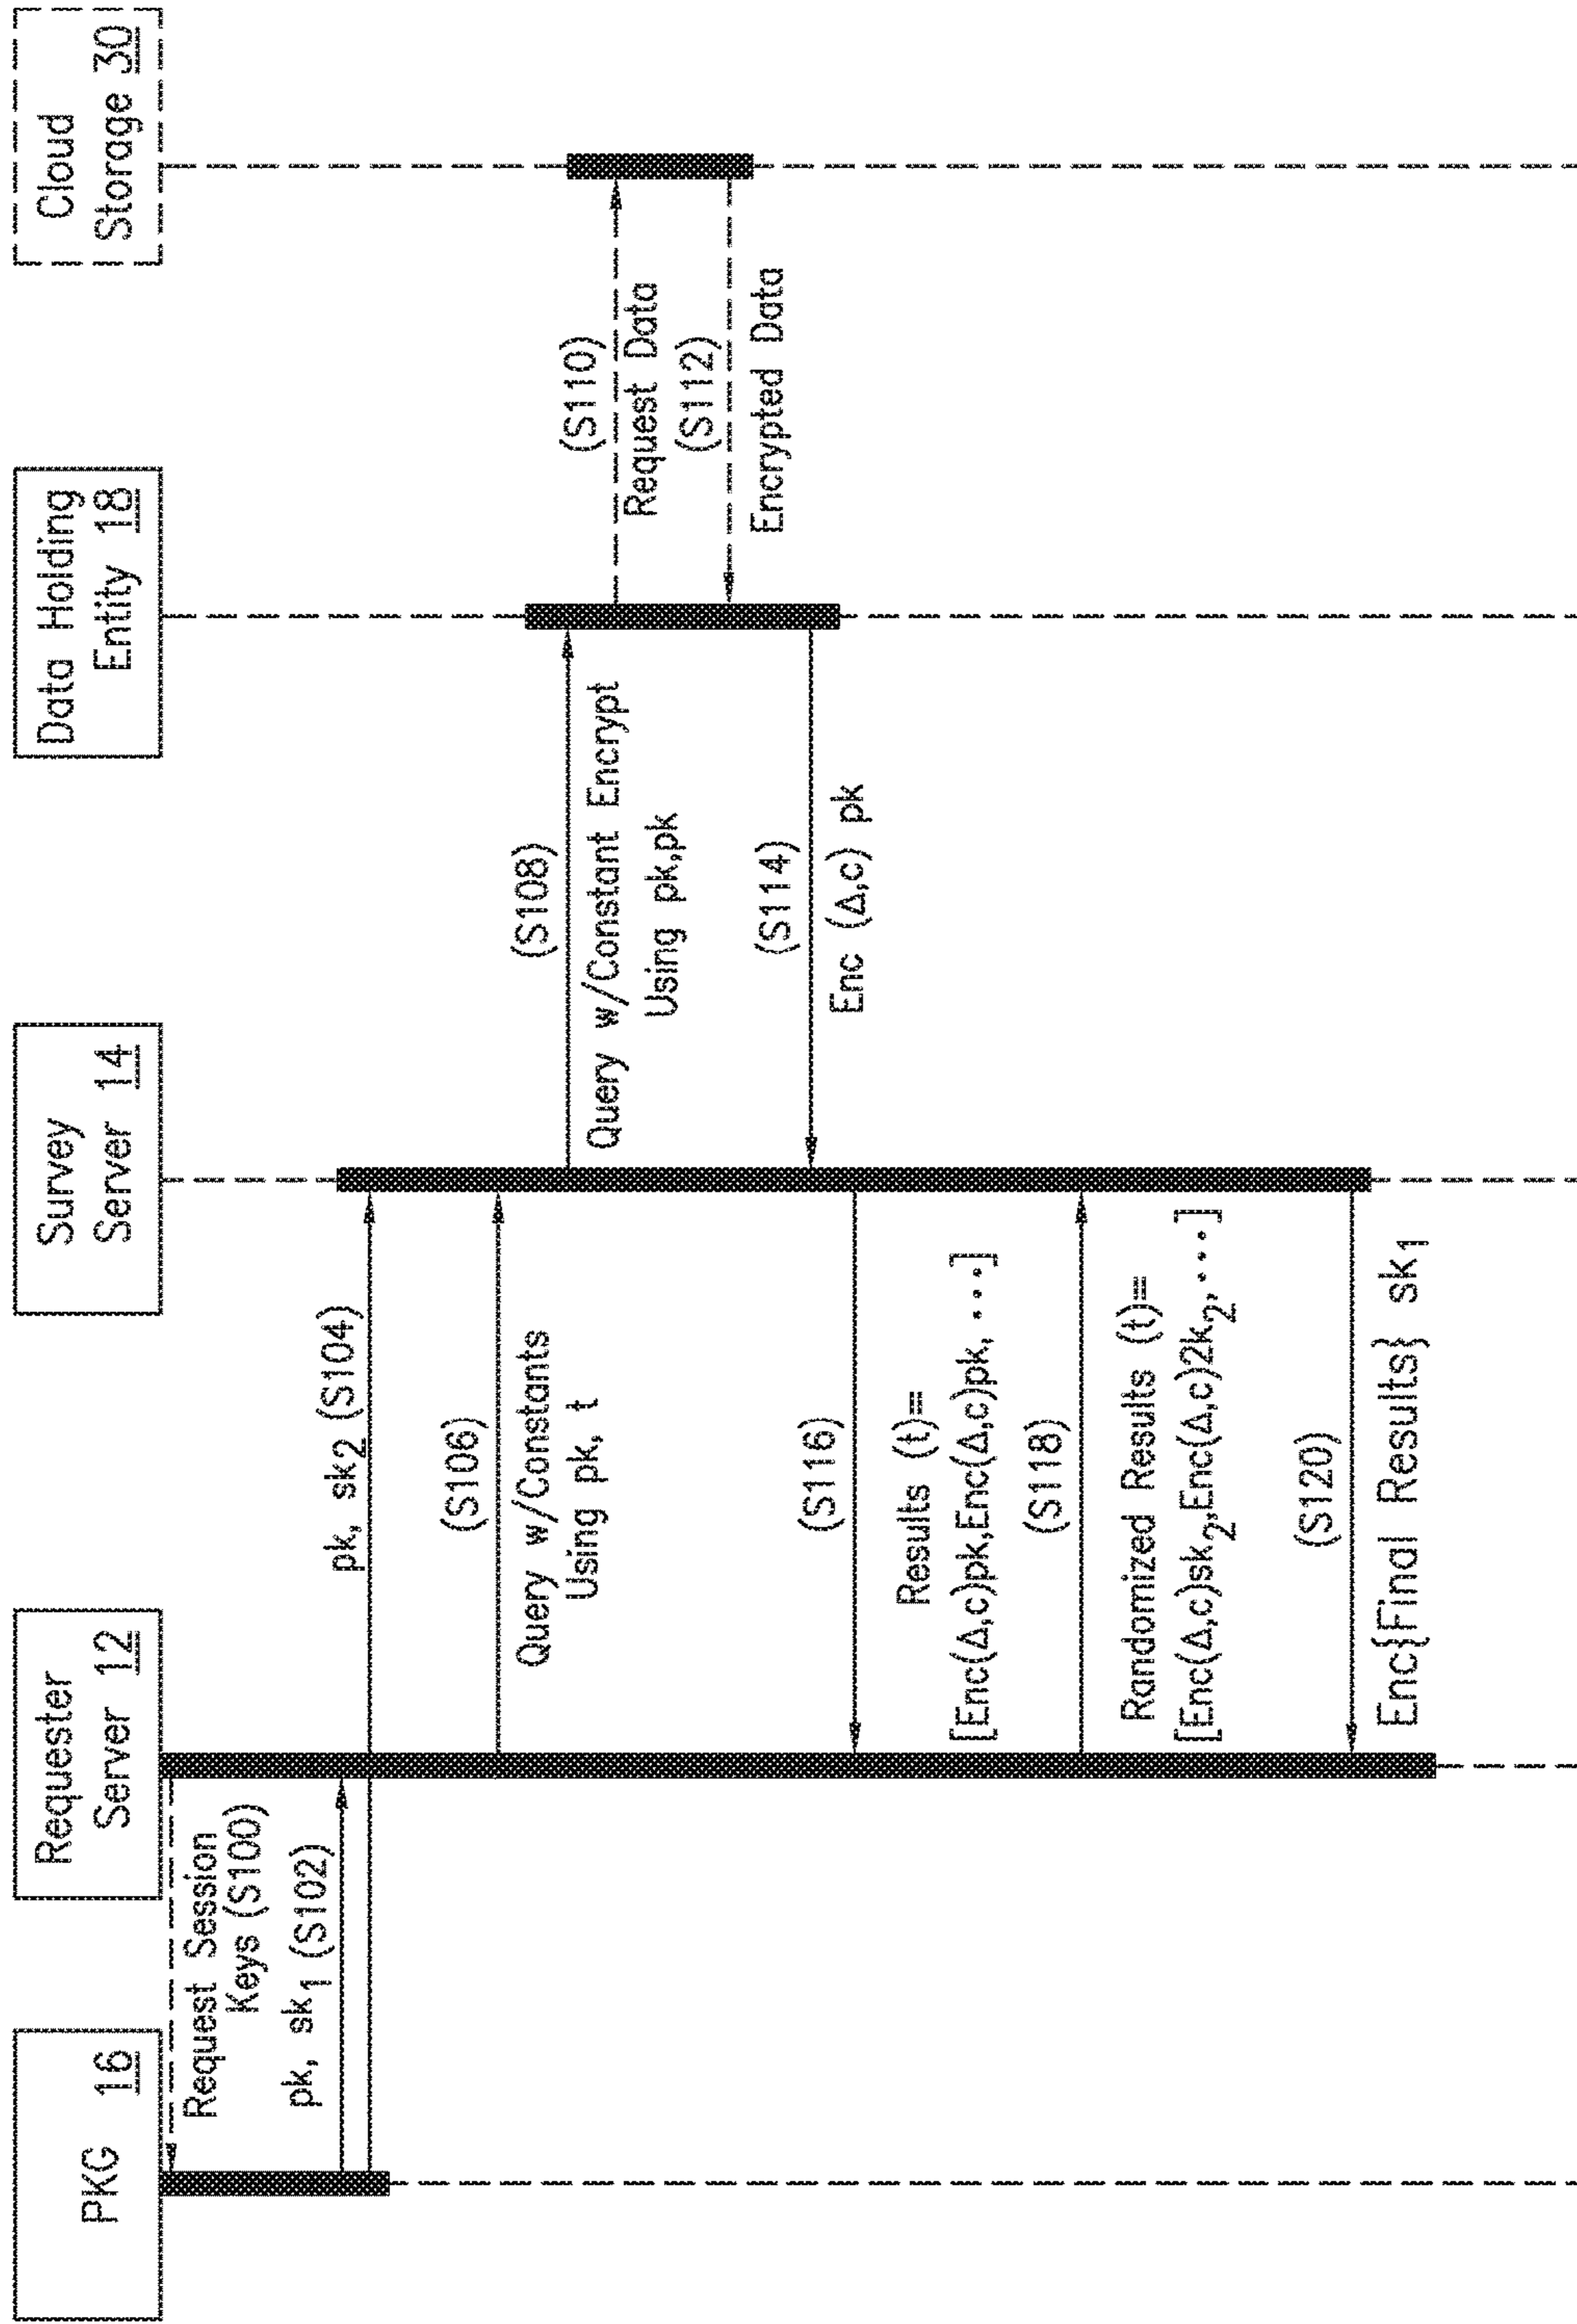 PKG 16
Requester
Server 12
Survey
Server 14
Data Holding
Entity 18
Cloud
Storage 30
Request Session
Keys (S100)
pk, sk1 (S102)
pk, sk2 (S104)
(S106)
Query w/Constants
Using pk, t
(S108)
Query w/Constant Encrypt
Using pk,pk
(S110)
Request Data
(S112)
Encrypted Data
(S114)
Enc (Δ,c) pk
(S116)
Results (t)=
[Enc(Δ,c)pk,Enc(Δ,c)pk, ···]
(S118)
Randomized Results (t)=
[Enc(Δ,c)sk2,Enc(Δ,c)2k2,···]
(S120)
Enc{Final Results} sk1